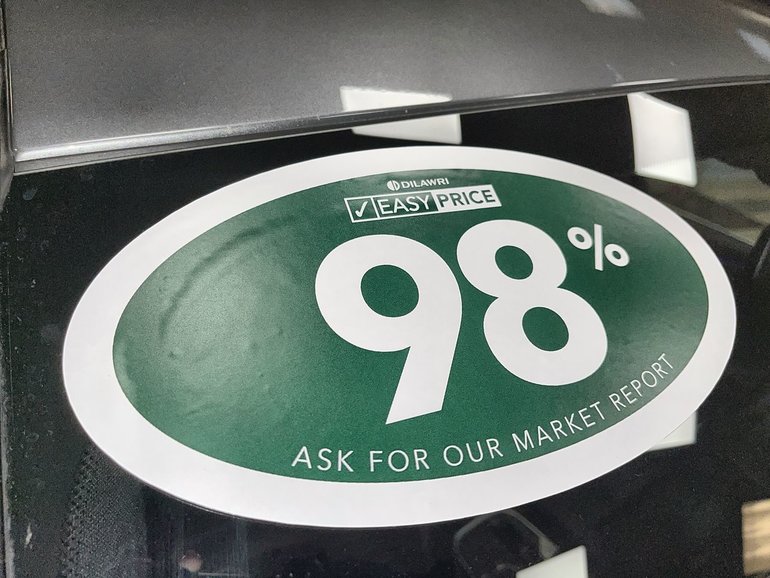 DILAWRI
✓ EASY PRICE
98%
ASK FOR OUR MARKET REPORT